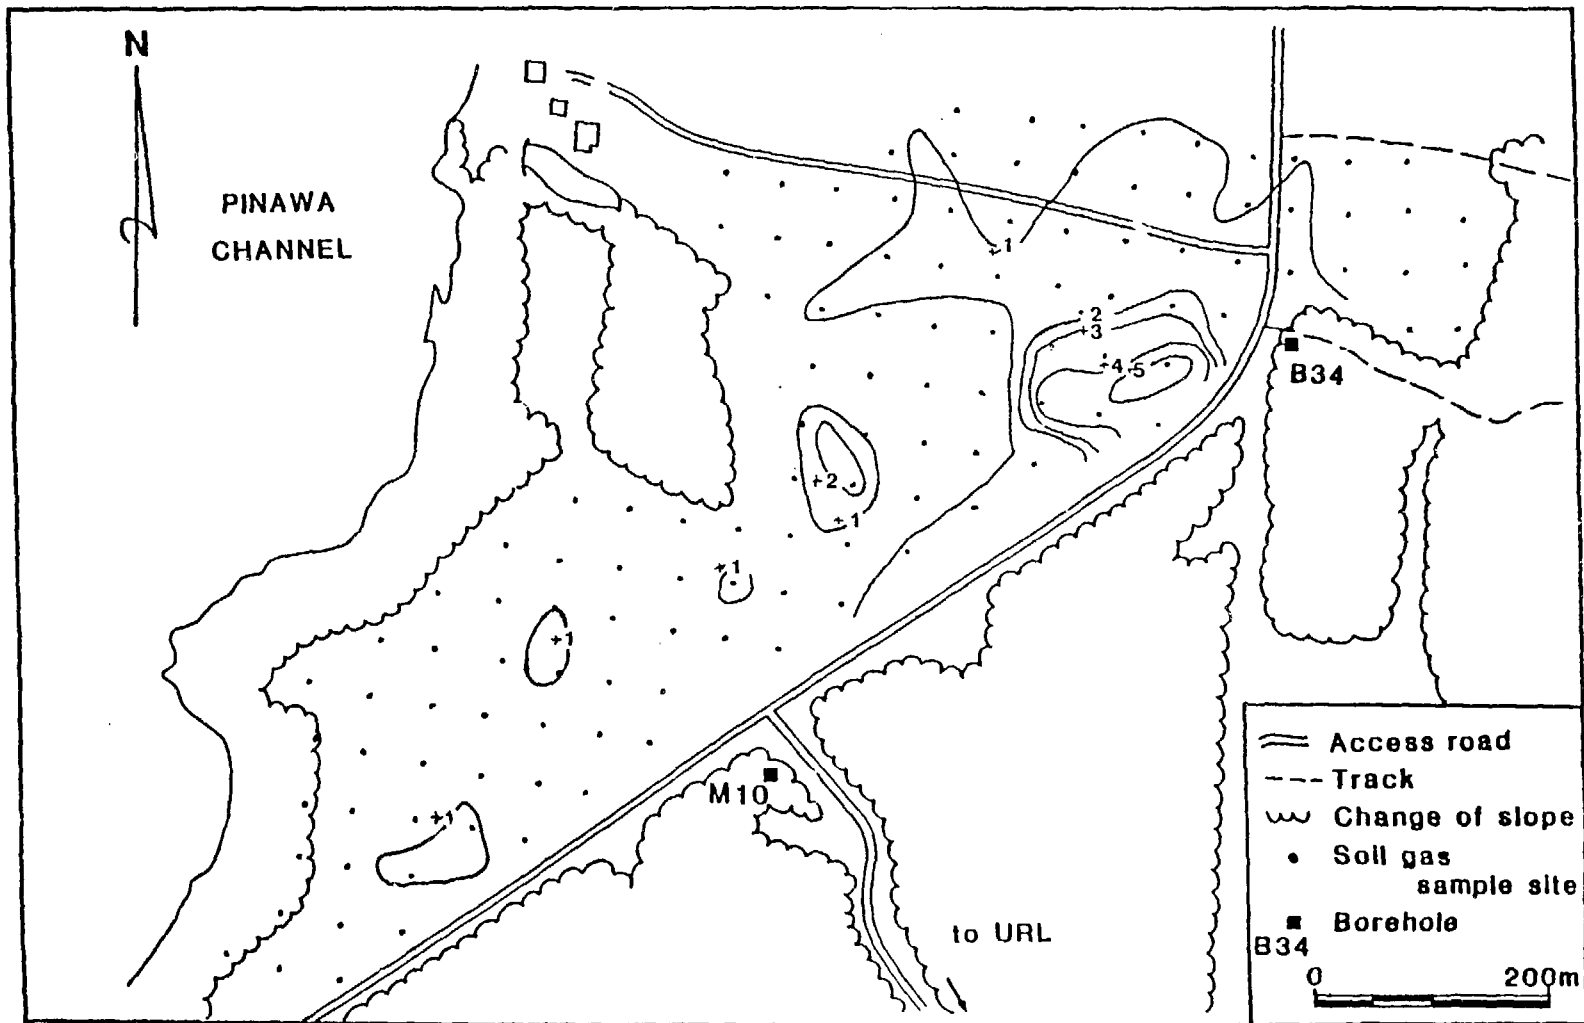 N
PINAWA
CHANNEL
+1
+2
+3
+4 +5
B34
+2
+1
+1
+1
+1
M10
to URL
Access road
Track
Change of slope
Soil gas
sample site
Borehole
B34
0 200m